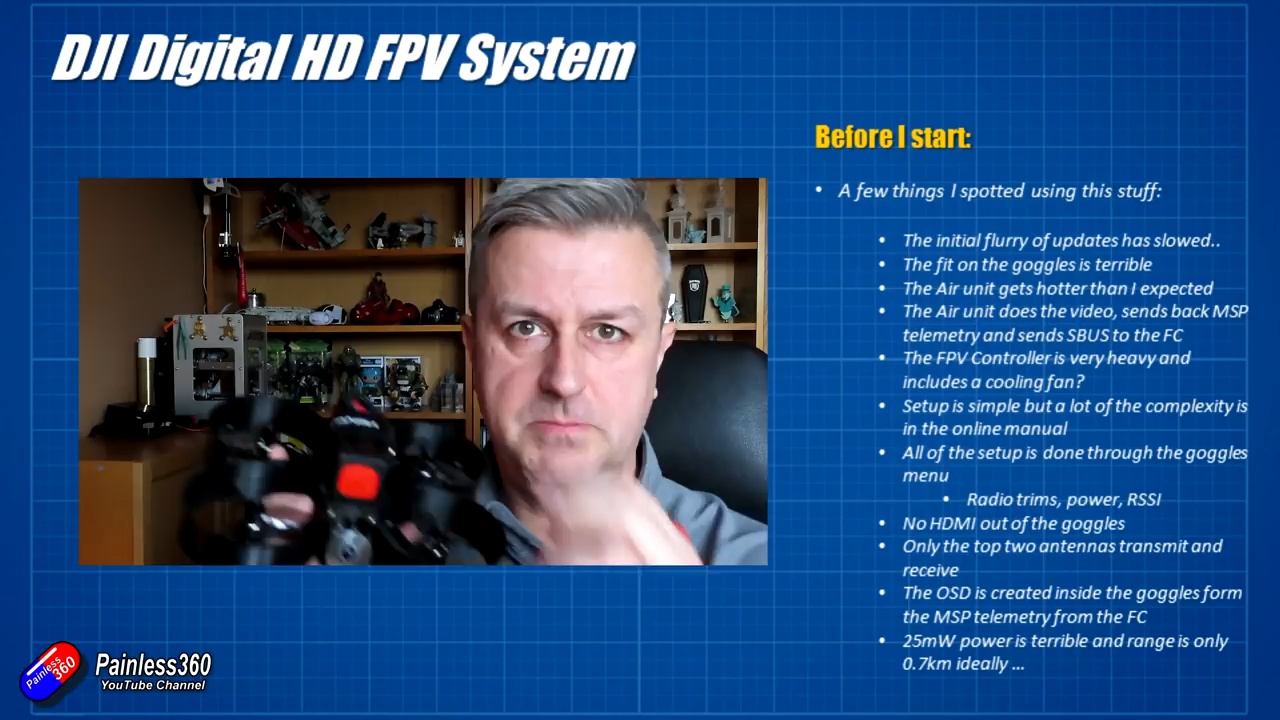 DJI Digital HD FPV System
Before I start:
• A few things I spotted using this stuff:
• The initial flurry of updates has slowed..
• The fit on the goggles is terrible
• The Air unit gets hotter than I expected
• The Air unit does the video, sends back MSP
telemetry and sends SBUS to the FC
• The FPV Controller is very heavy and
includes a cooling fan?
• Setup is simple but a lot of the complexity is
in the online manual
• All of the setup is done through the goggles
menu
• Radio trims, power, RSSI
• No HDMI out of the goggles
• Only the top two antennas transmit and
receive
• The OSD is created inside the goggles form
the MSP telemetry from the FC
• 25mW power is terrible and range is only
0.7km ideally ...
Painless
360
Painless360
YouTube Channel